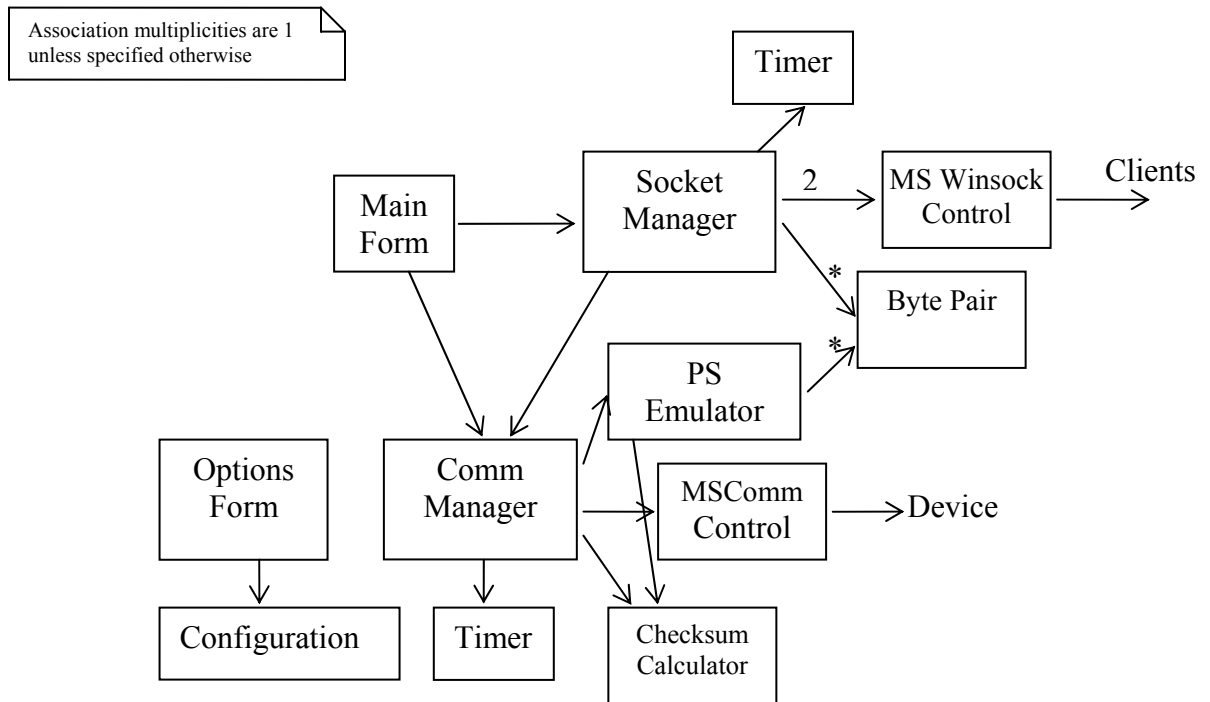 Association multiplicities are 1
unless specified otherwise
Timer
Socket
Manager
2
MS Winsock
Control
Clients
Main
Form
*
Byte Pair
*
PS
Emulator
Options
Form
Comm
Manager
MSComm
Control
Device
Configuration
Timer
Checksum
Calculator